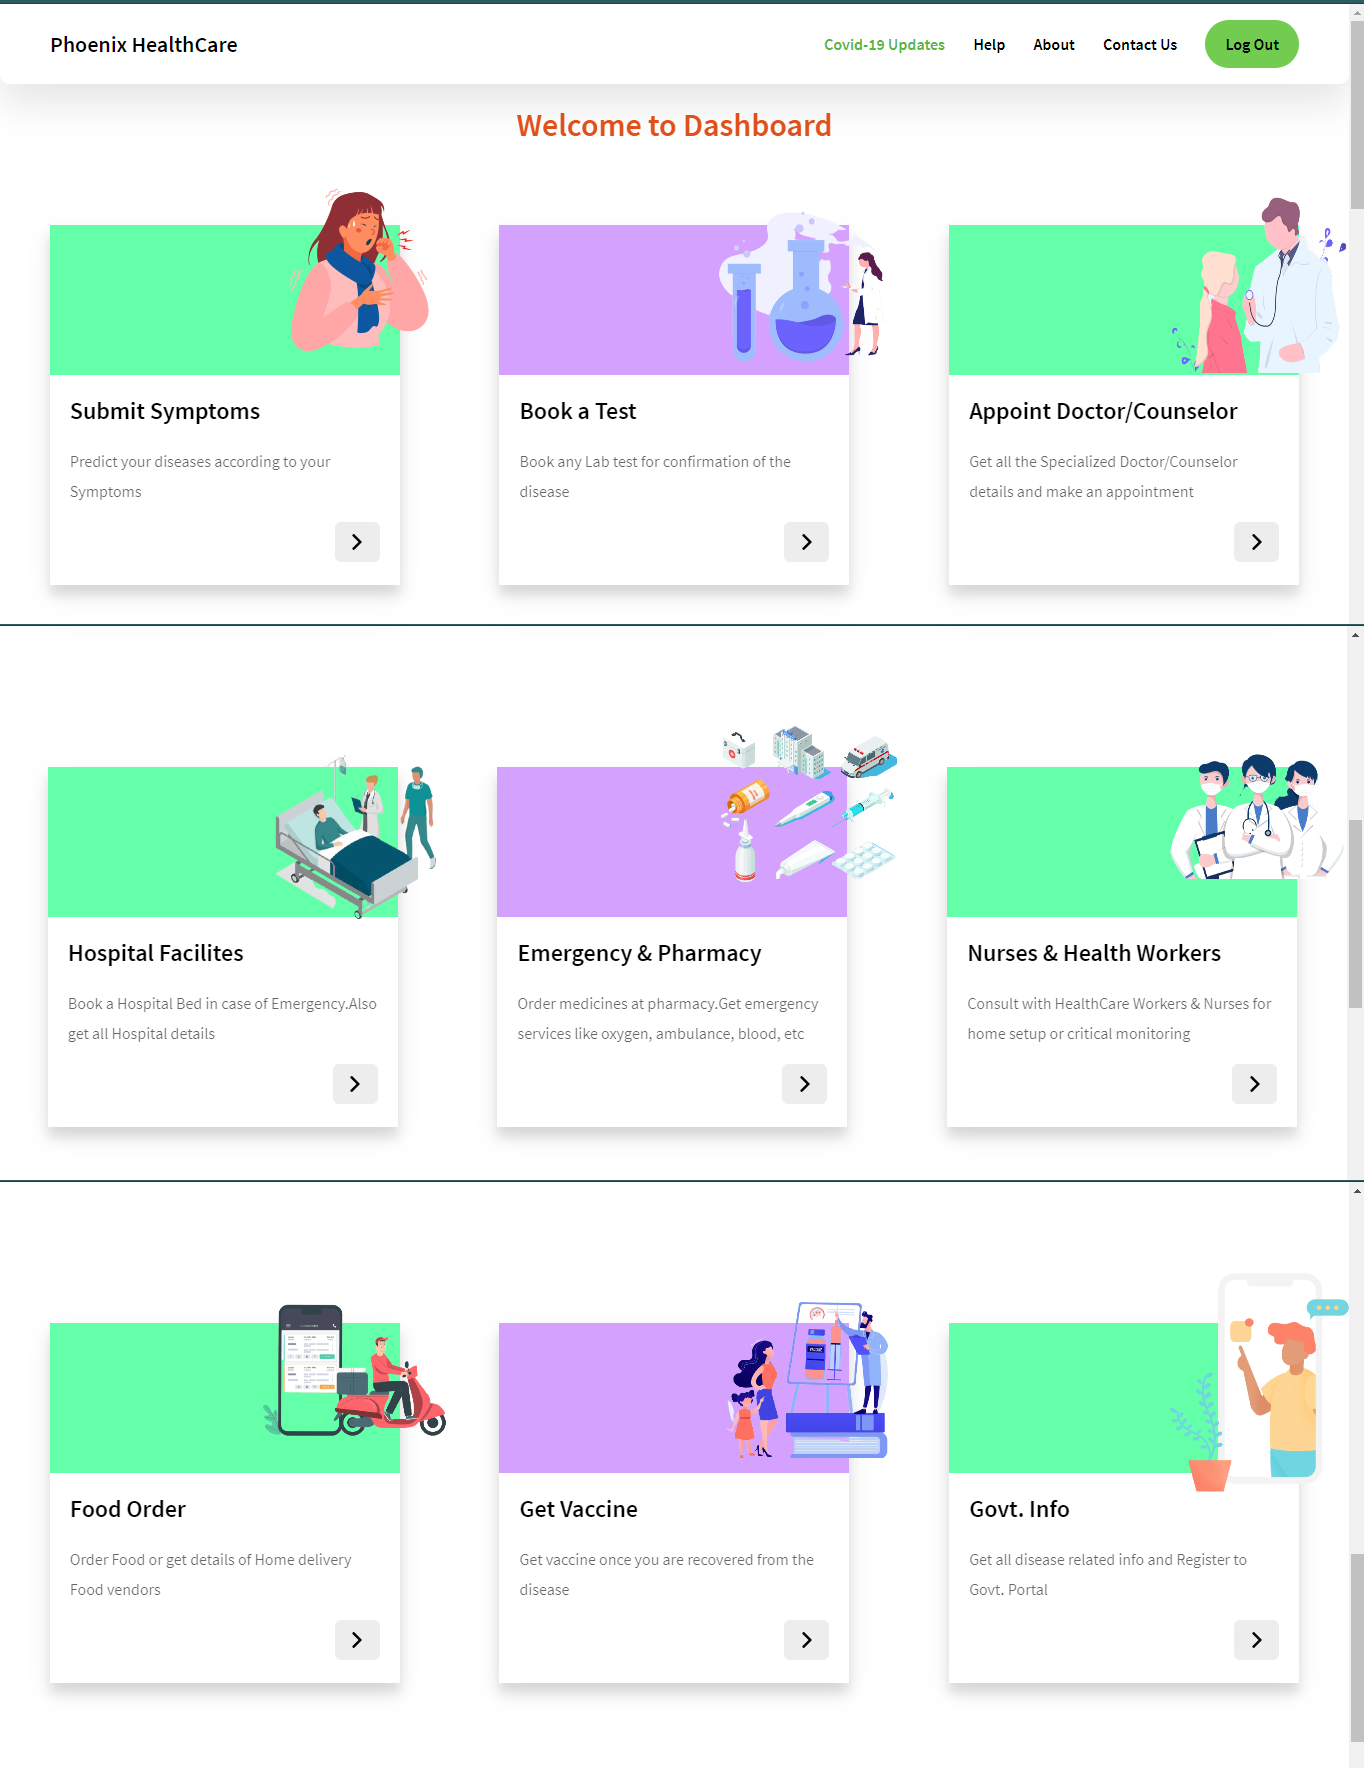 Phoenix HealthCare
Covid-19 Updates
Help
About
Contact Us
Log Out
Welcome to Dashboard
Submit Symptoms
Predict your diseases according to your
Symptoms
Book a Test
Book any Lab test for confirmation of the
disease
Appoint Doctor/Counselor
Get all the Specialized Doctor/Counselor
details and make an appointment
Hospital Facilites
Book a Hospital Bed in case of Emergency.Also
get all Hospital details
Emergency & Pharmacy
Order medicines at pharmacy.Get emergency
services like oxygen, ambulance, blood, etc
Nurses & Health Workers
Consult with HealthCare Workers & Nurses for
home setup or critical monitoring
Food Order
Order Food or get details of Home delivery
Food vendors
Get Vaccine
Get vaccine once you are recovered from the
disease
Govt. Info
Get all disease related info and Register to
Govt. Portal